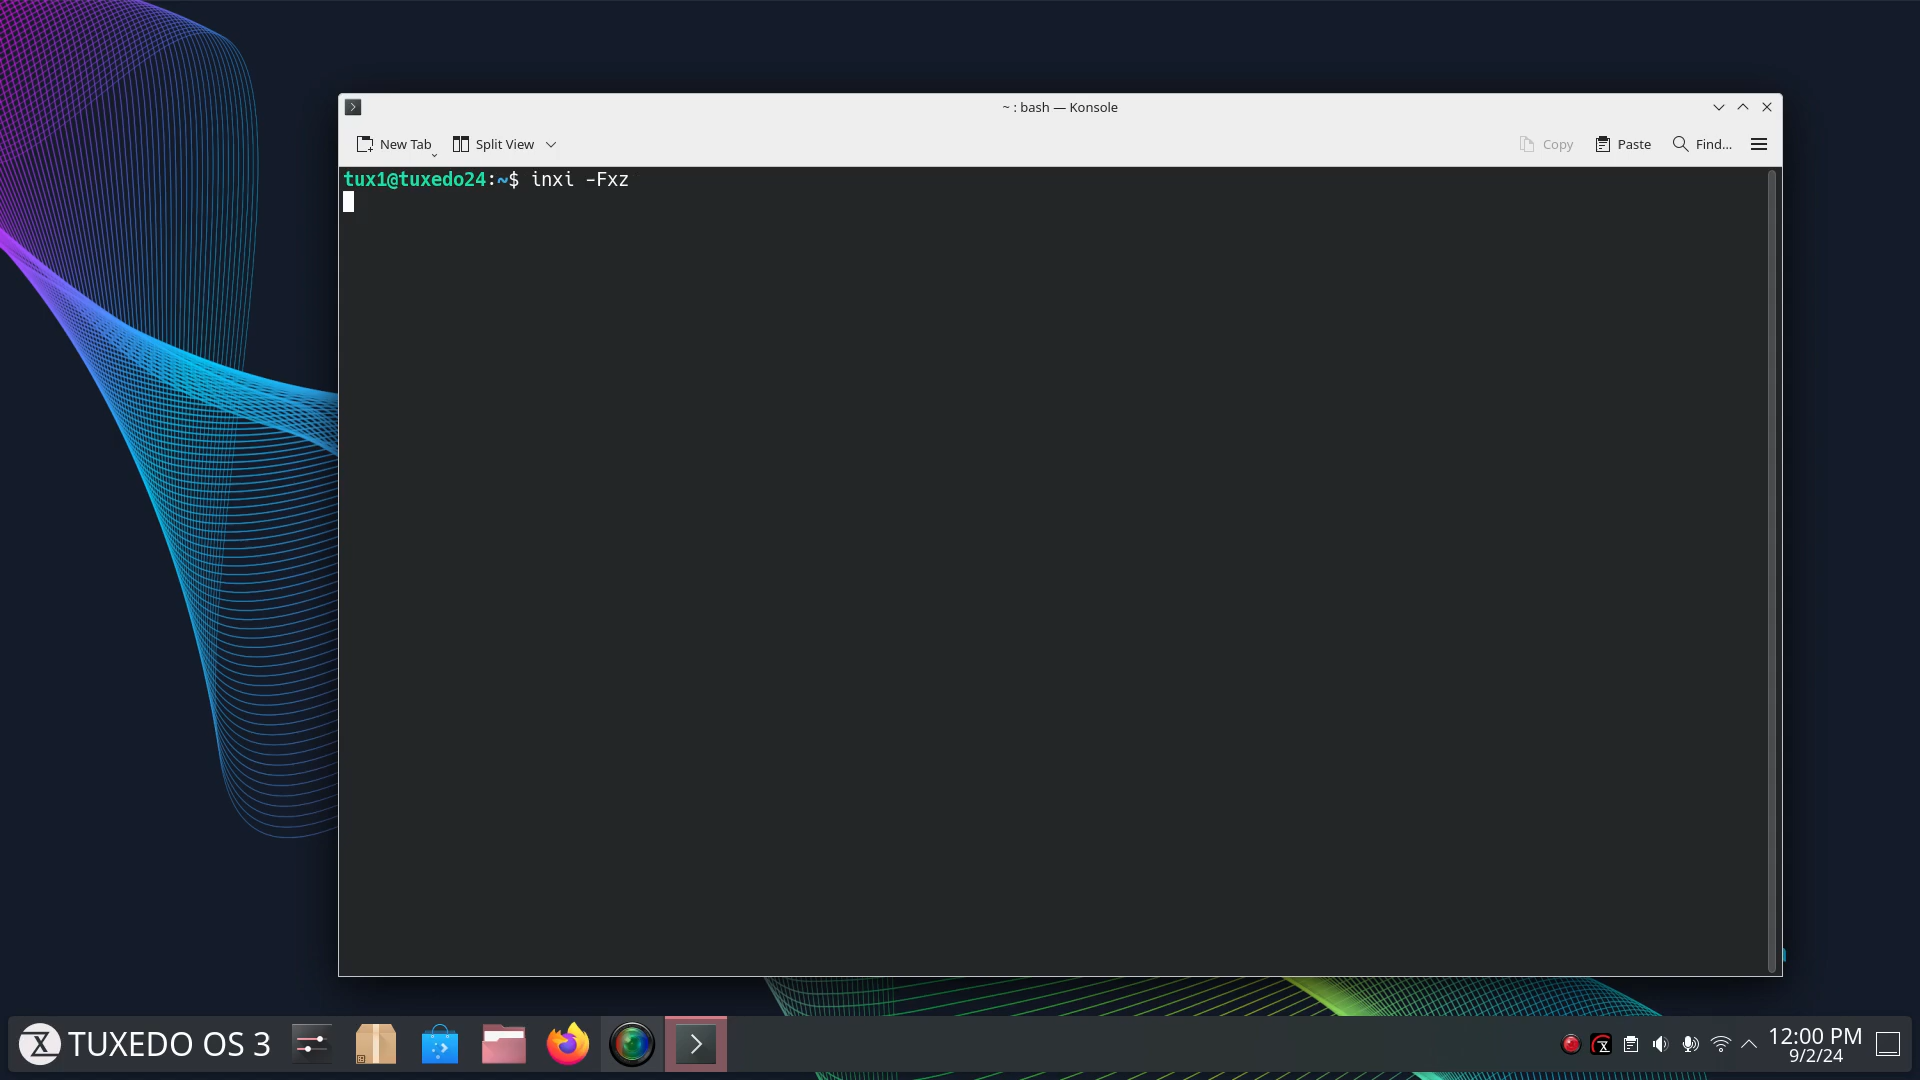 ~ : bash — Konsole
New Tab
Split View
Copy
Paste
Find...
tux1@tuxedo24:~$ inxi -Fxz
TUXEDO OS 3
12:00 PM
9/2/24